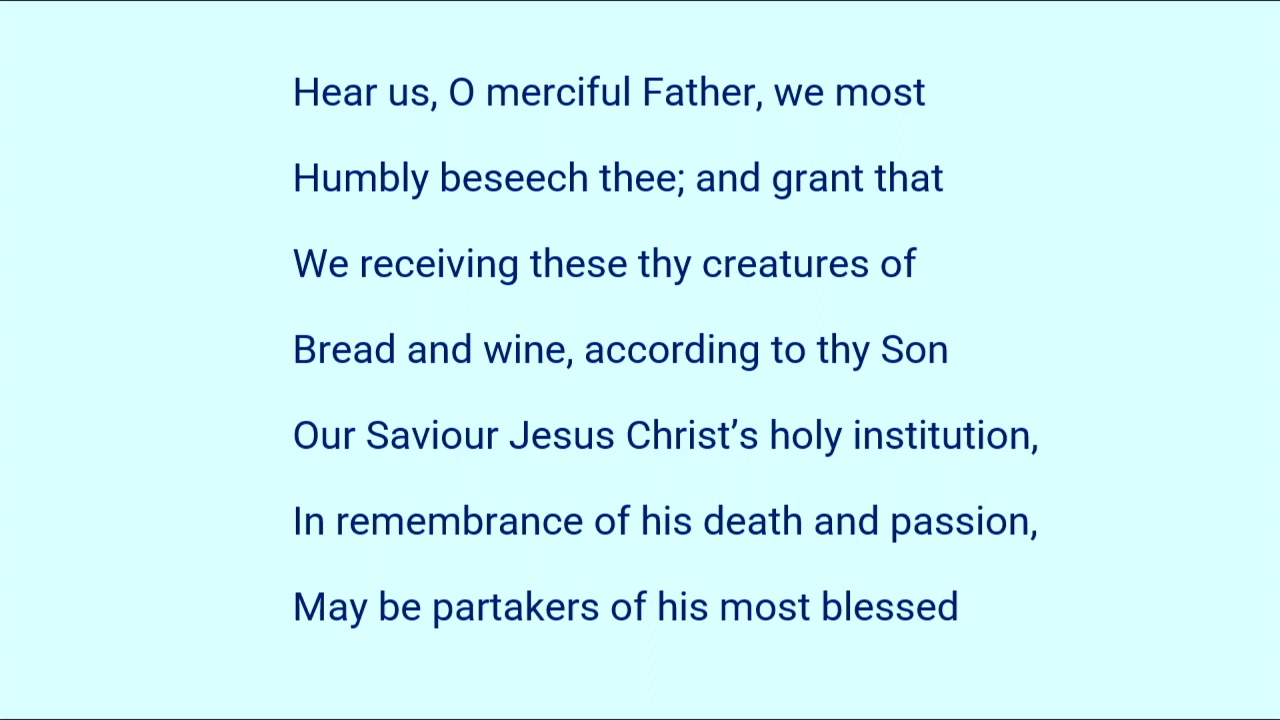 Hear us, O merciful Father, we most
Humbly beseech thee; and grant that
We receiving these thy creatures of
Bread and wine, according to thy Son
Our Saviour Jesus Christ’s holy institution,
In remembrance of his death and passion,
May be partakers of his most blessed